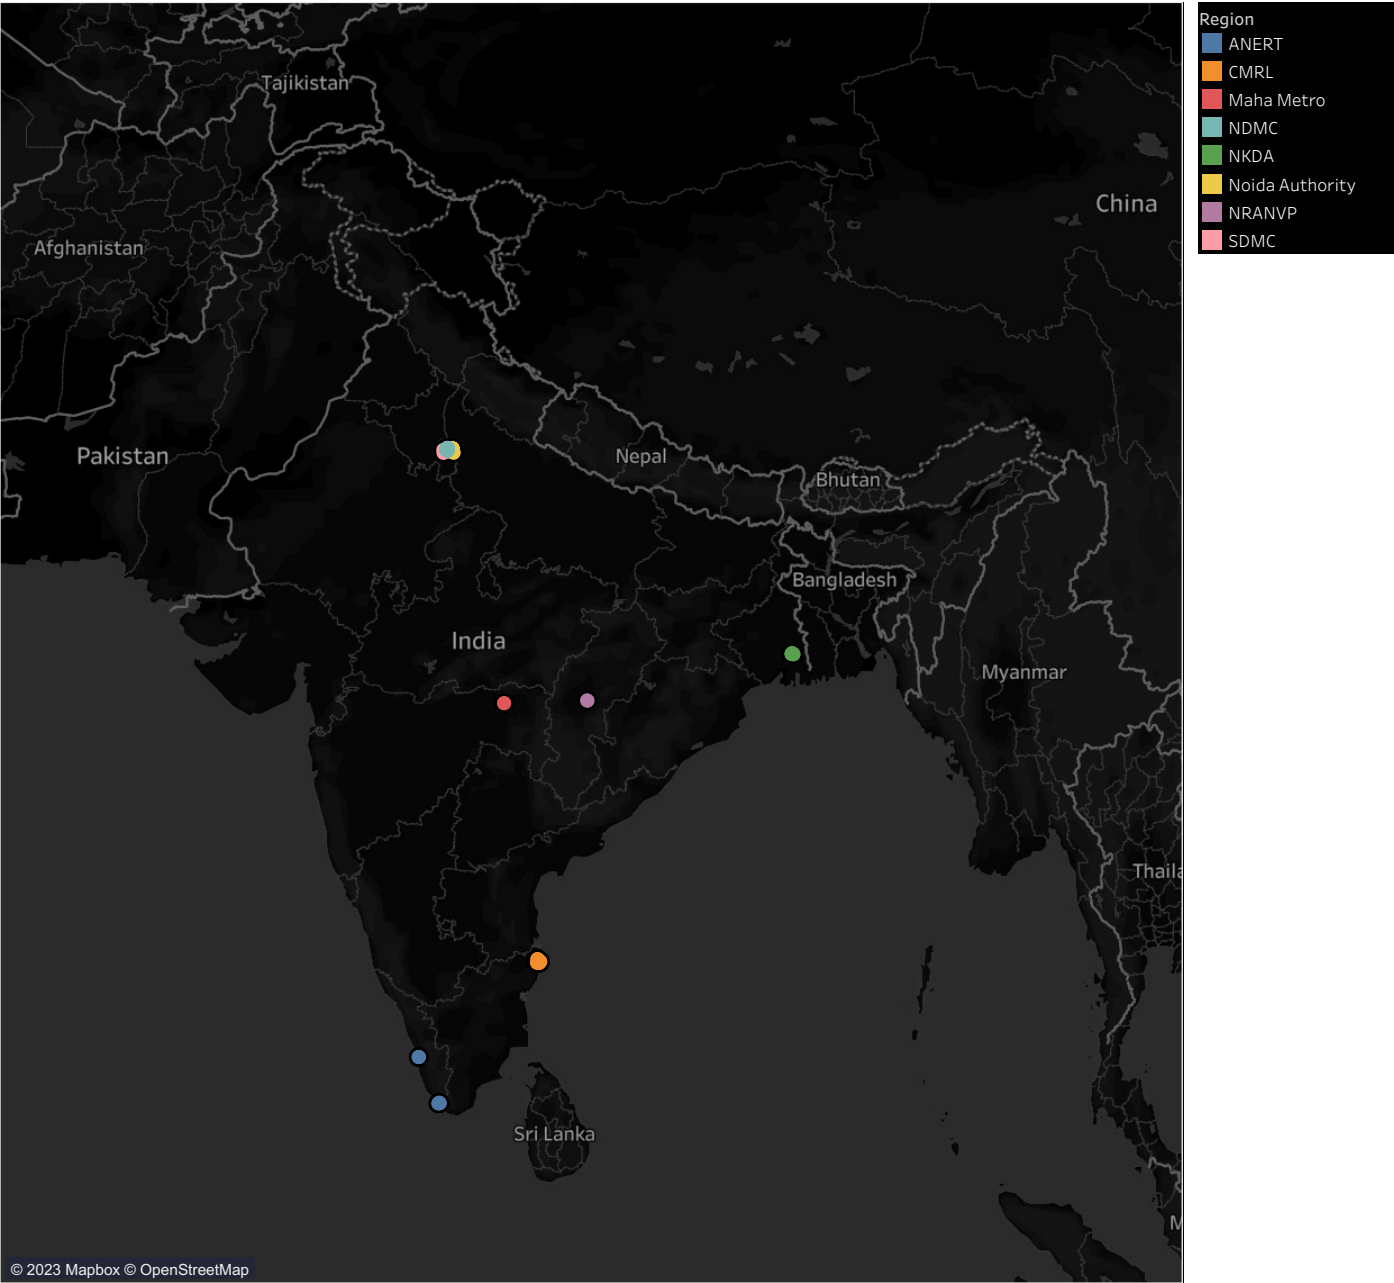 Tajikistan
China
Afghanistan
Pakistan
Nepal
Bhutan
Bangladesh
India
Myanmar
Thaila
Sri Lanka
M
© 2023 Mapbox © OpenStreetMap
Region
ANERT
CMRL
Maha Metro
NDMC
NKDA
Noida Authority
NRANVP
SDMC